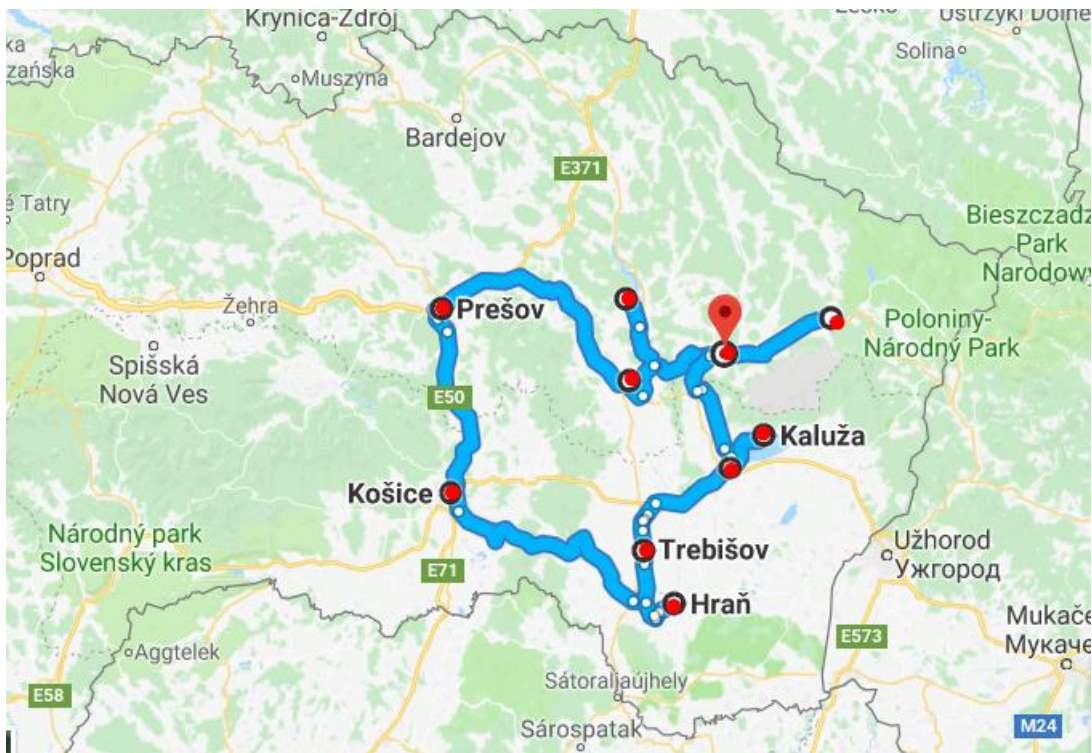 Krynica-Zdrój
Ustrzyki Dolne
zańska
Muszyna
Solina
Bardejov
E371
é Tatry
Bieszczadz
Park
Narodowy
Poprad
Žehra
Prešov
Poloniny-
Národný Park
Spišská
Nová Ves
E50
Kaluža
Košice
Národný park
Slovenský kras
Trebišov
Užhorod
Ужгород
E71
Hraň
Mukače
Мукаче
E573
Aggtelek
E58
Sátoraljaújhely
Sárospatak
M24